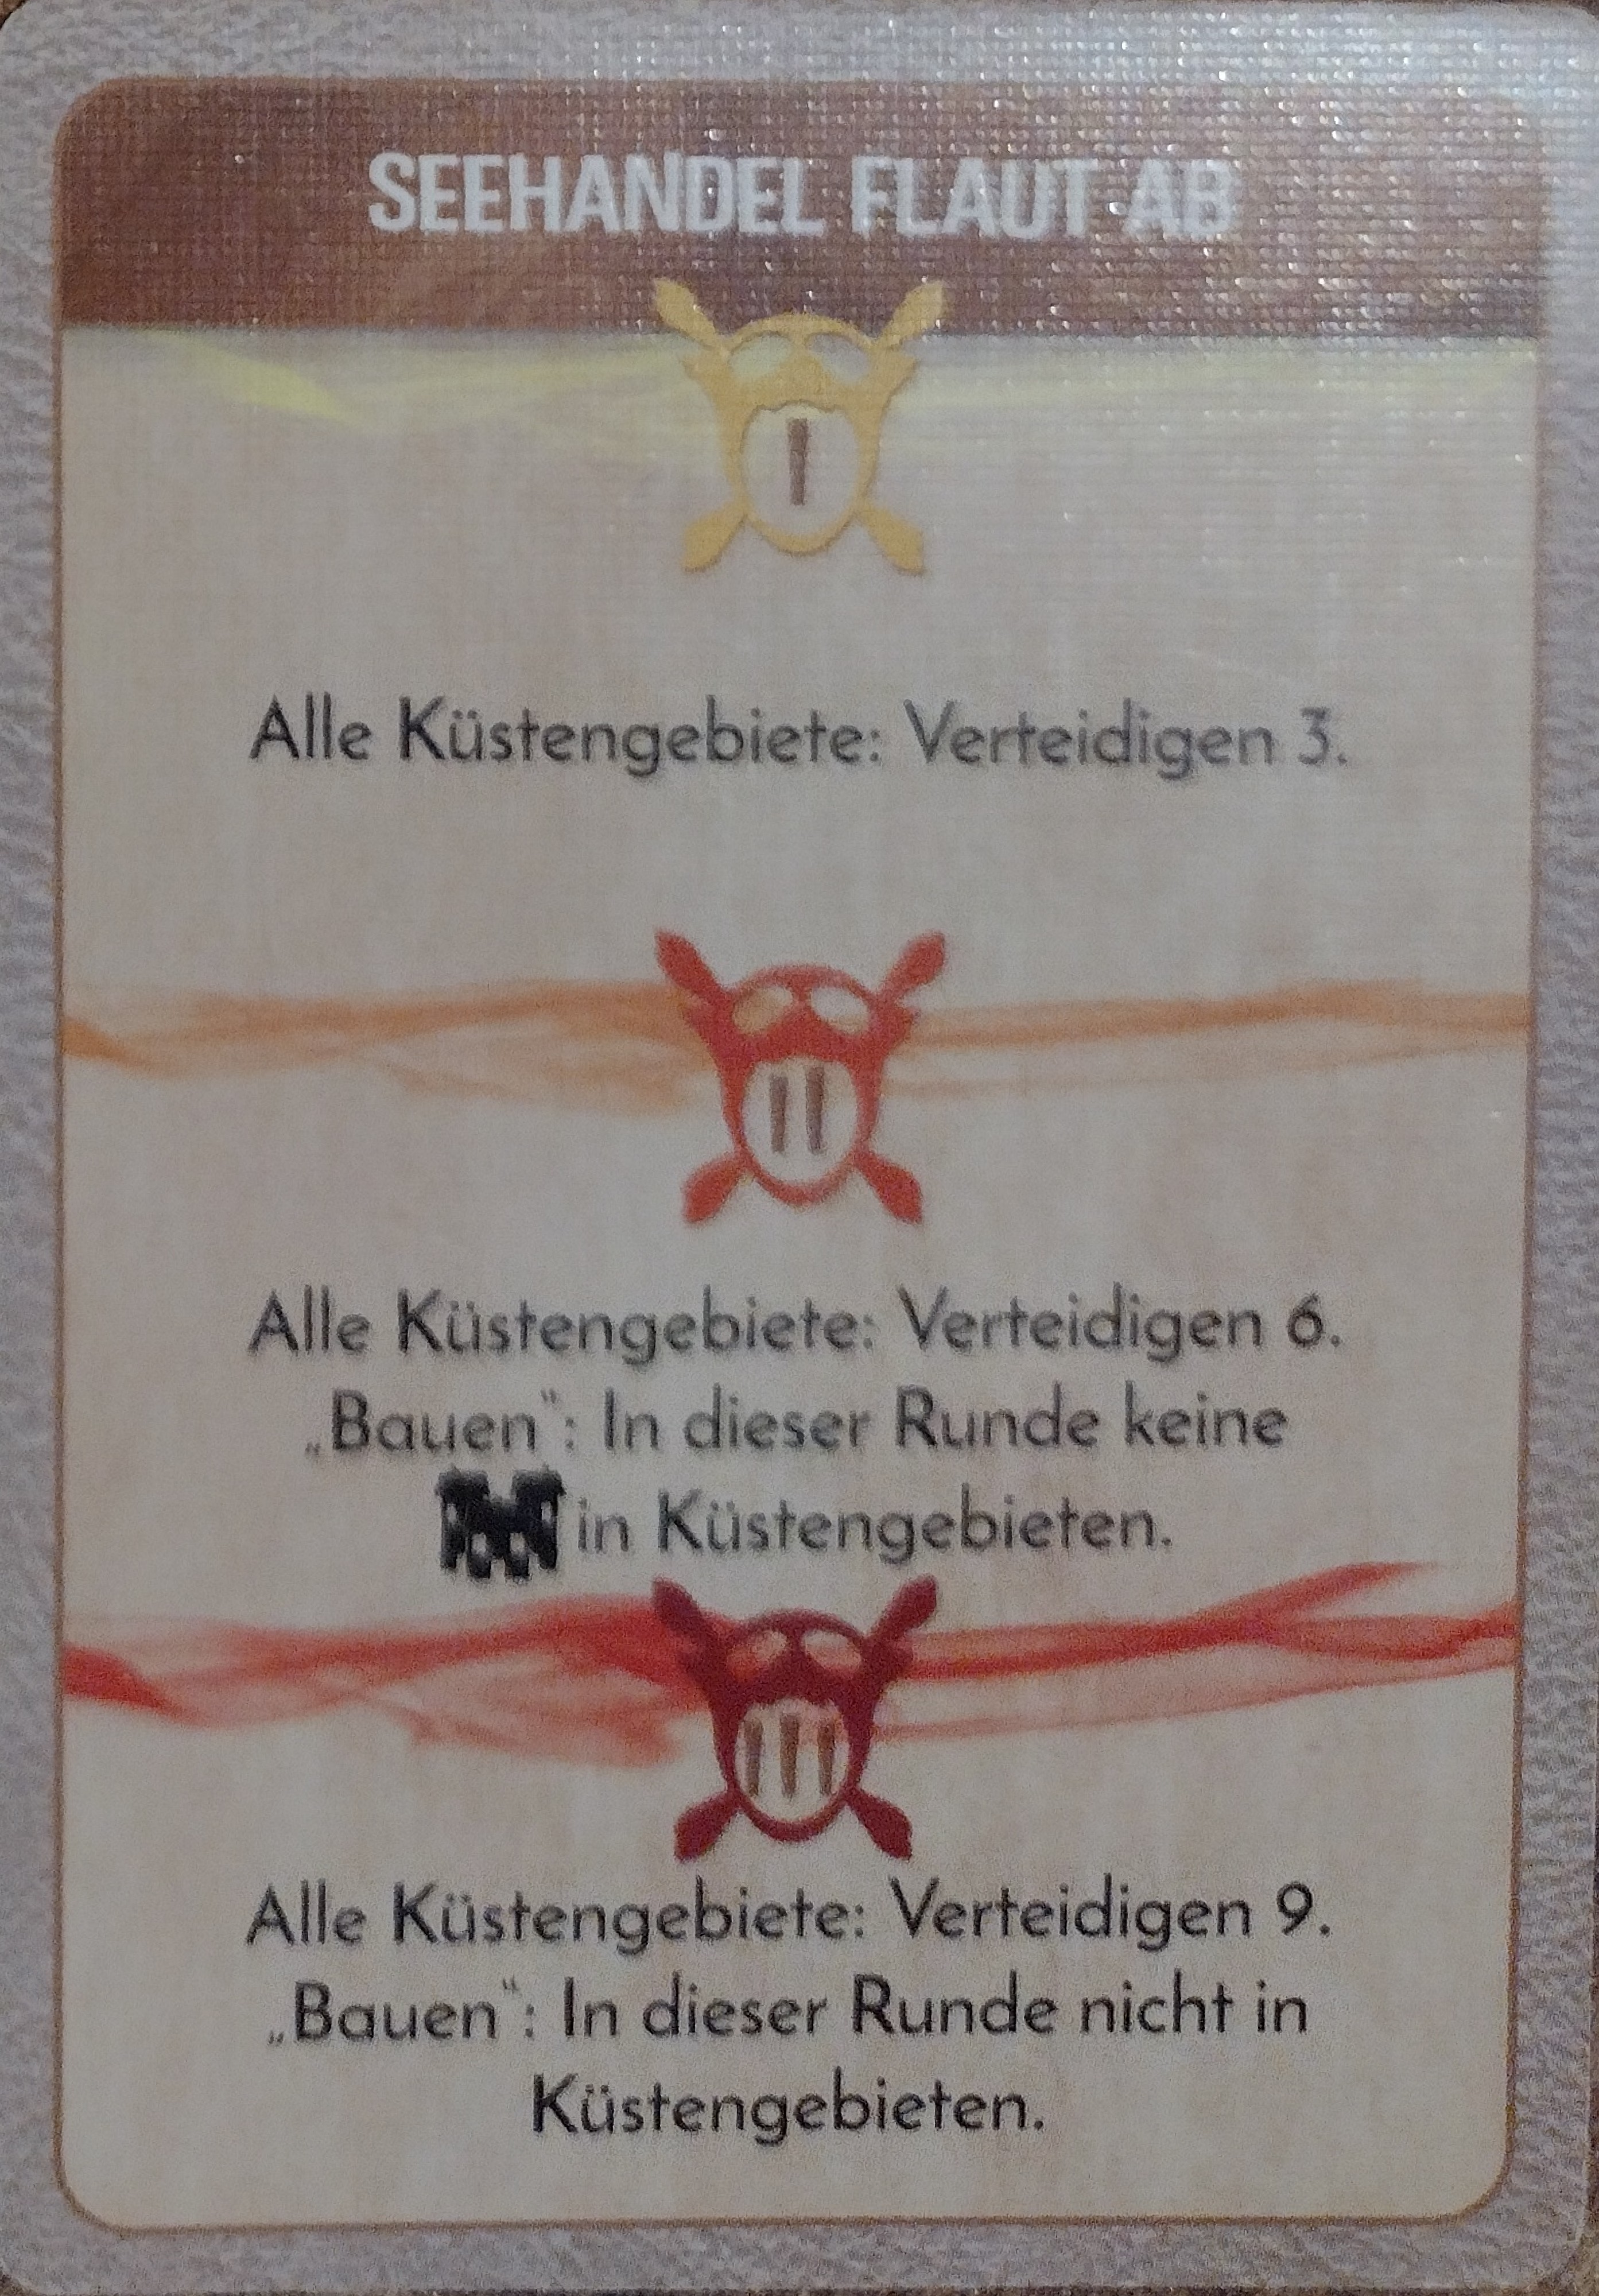 SEEHANDEL FLAUT AB
I
Alle Küstengebiete: Verteidigen 3.
II
Alle Küstengebiete: Verteidigen 6.
„Bauen“: In dieser Runde keine
in Küstengebieten.
III
Alle Küstengebiete: Verteidigen 9.
„Bauen“: In dieser Runde nicht in
Küstengebieten.